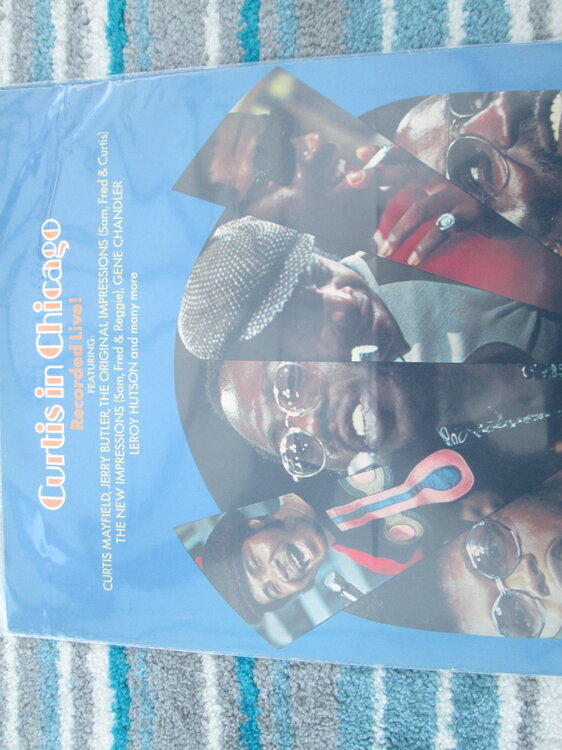 Curtis in Chicago
Recorded Live!
FEATURING:
CURTIS MAYFIELD, JERRY BUTLER, THE ORIGINAL IMPRESSIONS (Sam, Fred & Curtis)
THE NEW IMPRESSIONS (Sam, Fred & Reggie), GENE CHANDLER
LEROY HUTSON and many more